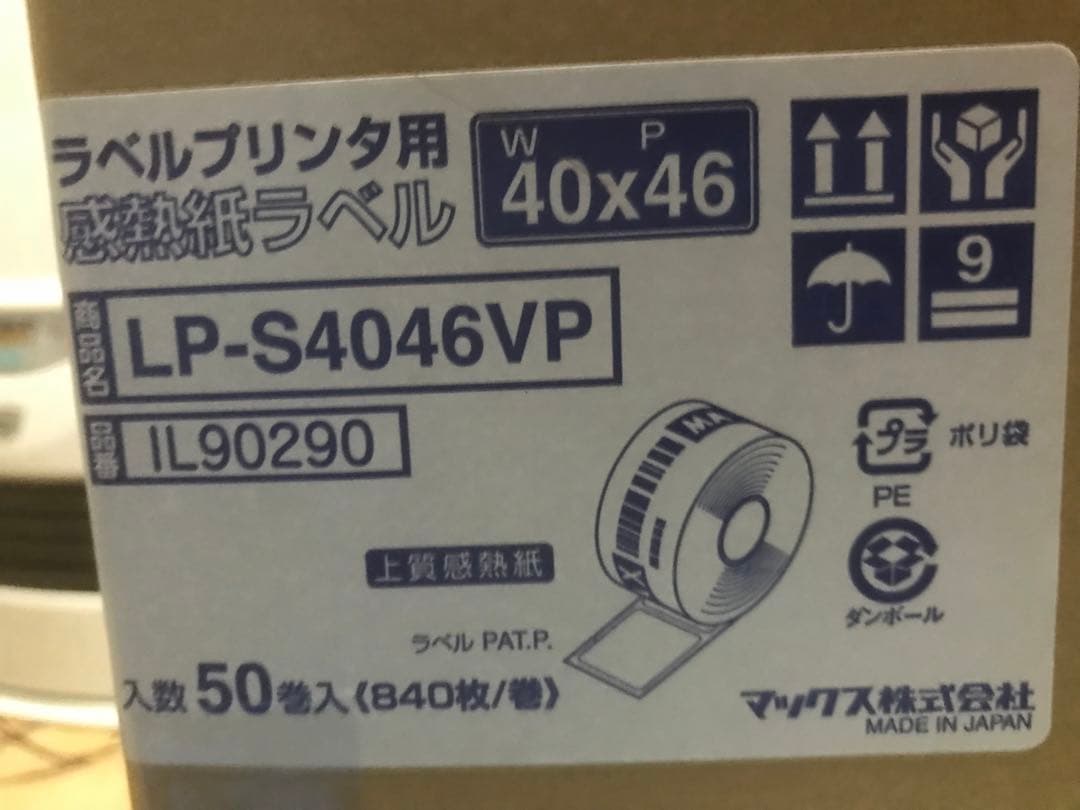 ラベルプリンタ用
感熱紙ラベル
W P
40x46
商品名 LP-S4046VP
品番 IL90290
9
プラ ポリ袋
PE
ダンボール
MA
X
上質感熱紙
ラベル PAT.P.
入数 50巻入《840枚/巻》
マックス株式会社
MADE IN JAPAN